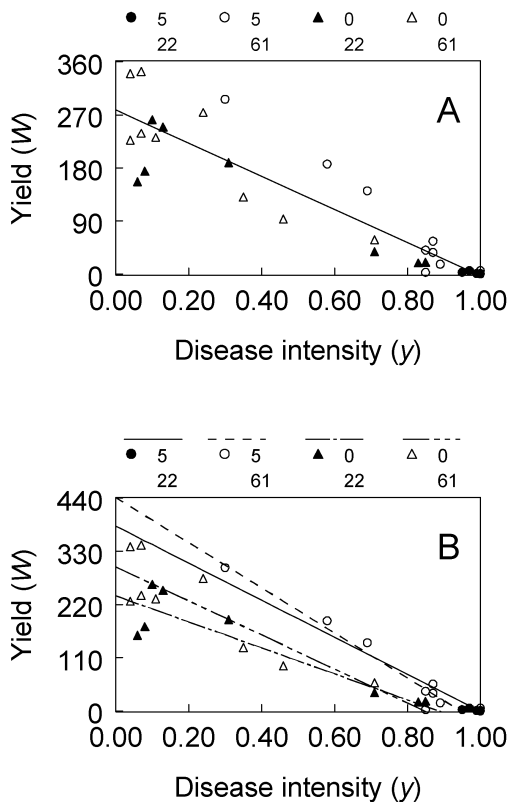 5 5 0 0
22 61 22 61
360
270
180
90
0
Yield (W)
A
0.00 0.20 0.40 0.60 0.80 1.00
Disease intensity (y)
5 5 0 0
22 61 22 61
440
330
220
110
0
Yield (W)
B
0.00 0.20 0.40 0.60 0.80 1.00
Disease intensity (y)